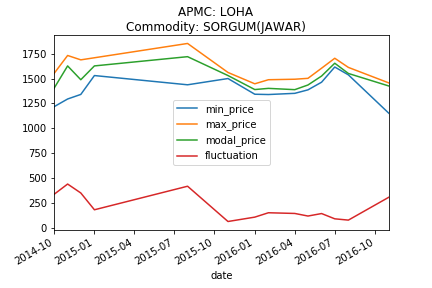 APMC: LOHA
Commodity: SORGUM(JAWAR)
1750
1500
1250
1000
750
500
250
0
min_price
max_price
modal_price
fluctuation
2014-10
2015-01
2015-04
2015-07
2015-10
2016-01
2016-04
2016-07
2016-10
date